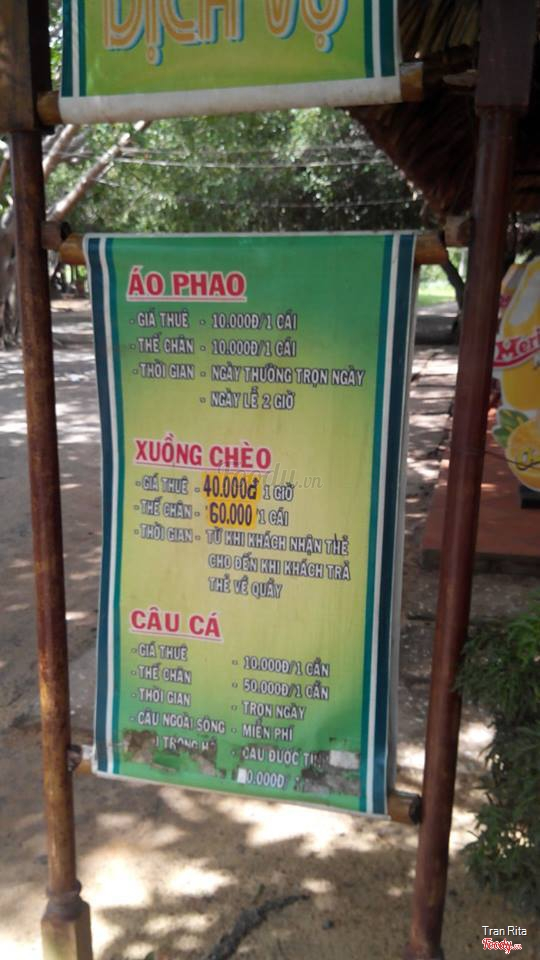 DỊCH VỤ
ÁO PHAO
- GIÁ THUÊ - 10.000Đ/1 CÁI
- THẾ CHÂN - 10.000Đ/1 CÁI
- THỜI GIAN - NGÀY THƯỜNG TRỌN NGÀY
- NGÀY LỄ 2 GIỜ
XUỒNG CHÈO
- GIÁ THUÊ - 40.000đ/1 GIỜ
- THẾ CHÂN - 60.000/1 CÁI
- THỜI GIAN - TỪ KHI KHÁCH NHẬN THẺ
CHO ĐẾN KHI KHÁCH TRẢ
THẺ VỀ QUẦY
CÂU CÁ
- GIÁ THUÊ - 10.000Đ/1 CẦN
- THẾ CHÂN - 50.000Đ/1 CẦN
- THỜI GIAN - TRỌN NGÀY
- CÂU NGOÀI SÔNG - MIỄN PHÍ
TRONG - CÂU ĐƯỢC
0.000Đ
Foody.vn
Tran Rita
Foody.vn